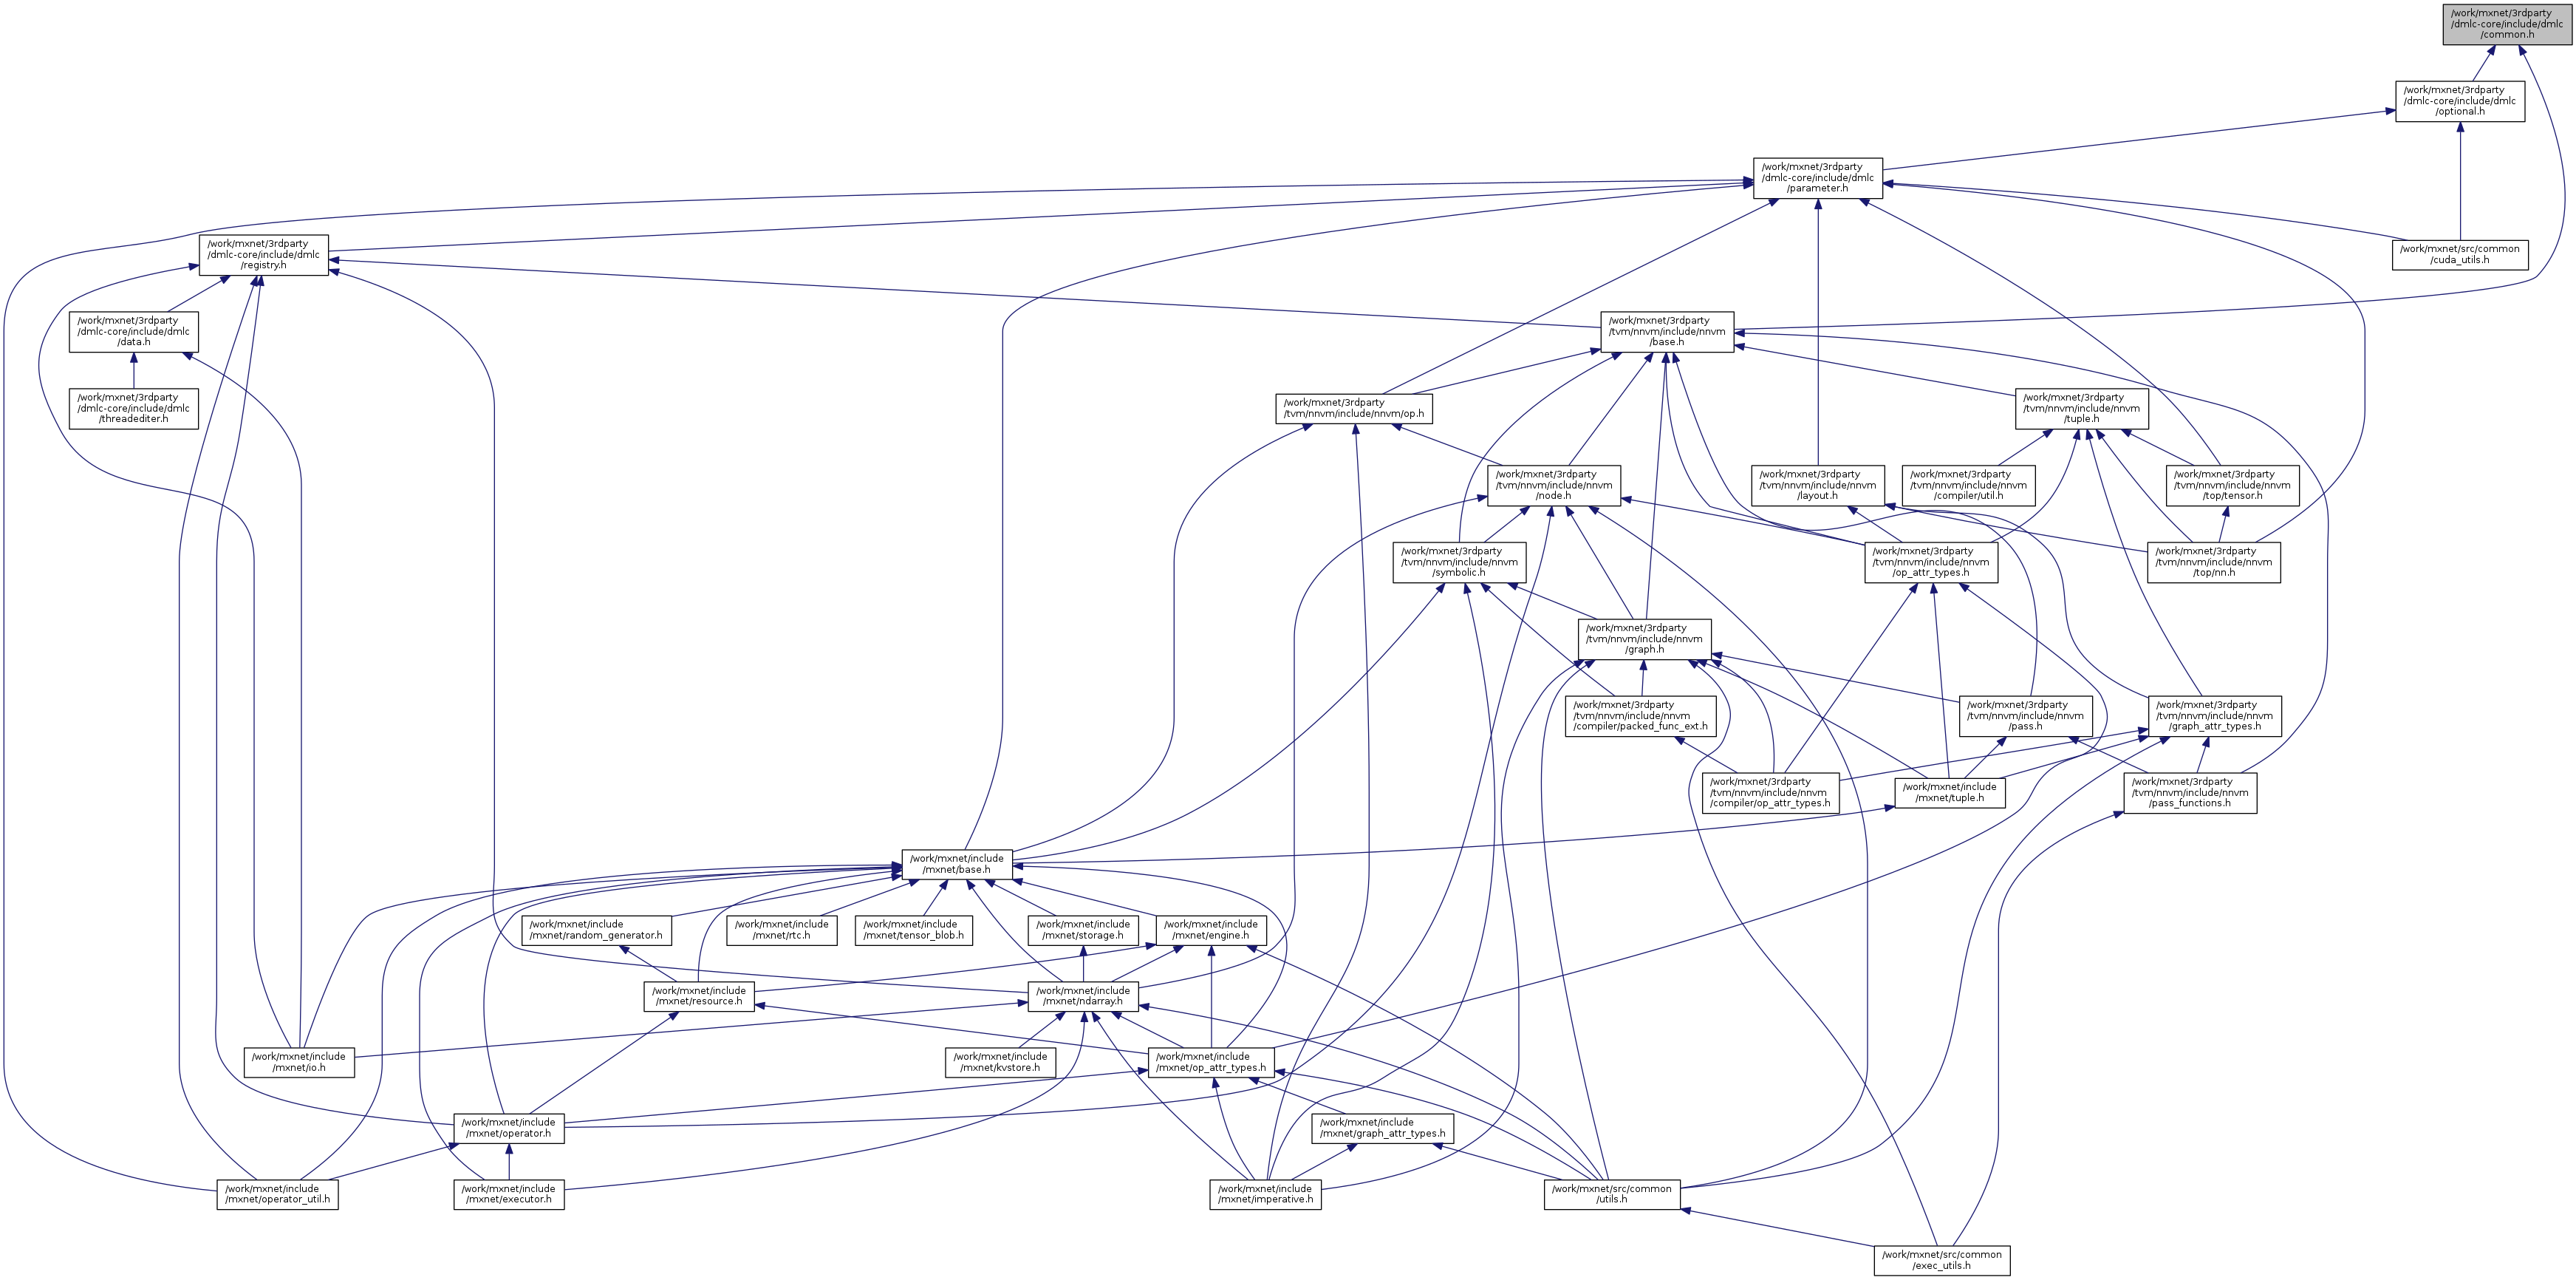 /work/mxnet/3rdparty
/dmlc-core/include/dmlc
/common.h
/work/mxnet/3rdparty
/dmlc-core/include/dmlc
/optional.h
/work/mxnet/3rdparty
/dmlc-core/include/dmlc
/parameter.h
/work/mxnet/3rdparty
/dmlc-core/include/dmlc
/registry.h
/work/mxnet/src/common
/cuda_utils.h
/work/mxnet/3rdparty
/dmlc-core/include/dmlc
/data.h
/work/mxnet/3rdparty
/tvm/nnvm/include/nnvm
/base.h
/work/mxnet/3rdparty
/dmlc-core/include/dmlc
/threadediter.h
/work/mxnet/3rdparty
/tvm/nnvm/include/nnvm/op.h
/work/mxnet/3rdparty
/tvm/nnvm/include/nnvm
/tuple.h
/work/mxnet/3rdparty
/tvm/nnvm/include/nnvm
/node.h
/work/mxnet/3rdparty
/tvm/nnvm/include/nnvm
/layout.h
/work/mxnet/3rdparty
/tvm/nnvm/include/nnvm
/compiler/util.h
/work/mxnet/3rdparty
/tvm/nnvm/include/nnvm
/top/tensor.h
/work/mxnet/3rdparty
/tvm/nnvm/include/nnvm
/symbolic.h
/work/mxnet/3rdparty
/tvm/nnvm/include/nnvm
/op_attr_types.h
/work/mxnet/3rdparty
/tvm/nnvm/include/nnvm
/top/nn.h
/work/mxnet/3rdparty
/tvm/nnvm/include/nnvm
/graph.h
/work/mxnet/3rdparty
/tvm/nnvm/include/nnvm
/compiler/packed_func_ext.h
/work/mxnet/3rdparty
/tvm/nnvm/include/nnvm
/pass.h
/work/mxnet/3rdparty
/tvm/nnvm/include/nnvm
/graph_attr_types.h
/work/mxnet/3rdparty
/tvm/nnvm/include/nnvm
/compiler/op_attr_types.h
/work/mxnet/include
/mxnet/tuple.h
/work/mxnet/3rdparty
/tvm/nnvm/include/nnvm
/pass_functions.h
/work/mxnet/include
/mxnet/base.h
/work/mxnet/include
/mxnet/random_generator.h
/work/mxnet/include
/mxnet/rtc.h
/work/mxnet/include
/mxnet/tensor_blob.h
/work/mxnet/include
/mxnet/storage.h
/work/mxnet/include
/mxnet/engine.h
/work/mxnet/include
/mxnet/resource.h
/work/mxnet/include
/mxnet/ndarray.h
/work/mxnet/include
/mxnet/io.h
/work/mxnet/include
/mxnet/kvstore.h
/work/mxnet/include
/mxnet/op_attr_types.h
/work/mxnet/include
/mxnet/operator.h
/work/mxnet/include
/mxnet/graph_attr_types.h
/work/mxnet/include
/mxnet/operator_util.h
/work/mxnet/include
/mxnet/executor.h
/work/mxnet/include
/mxnet/imperative.h
/work/mxnet/src/common
/utils.h
/work/mxnet/src/common
/exec_utils.h